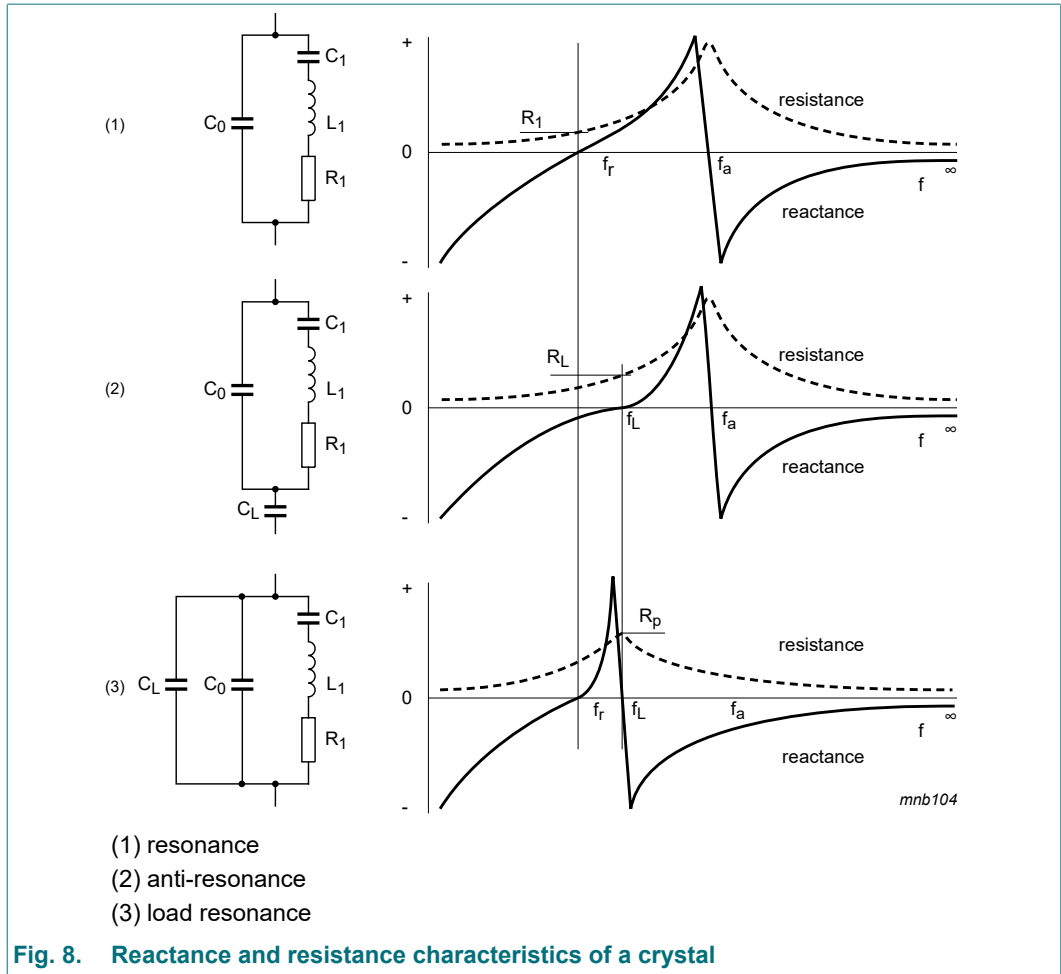 (1)
C0
C1
L1
R1
+
0
-
R1
fr
fa
f
∞
resistance
reactance
(2)
C0
C1
L1
R1
CL
+
0
-
RL
fL
fa
f
∞
resistance
reactance
(3)
CL
C0
C1
L1
R1
+
0
-
Rp
fr
fL
fa
f
∞
resistance
reactance
mnb104
(1) resonance
(2) anti-resonance
(3) load resonance
Fig. 8. Reactance and resistance characteristics of a crystal